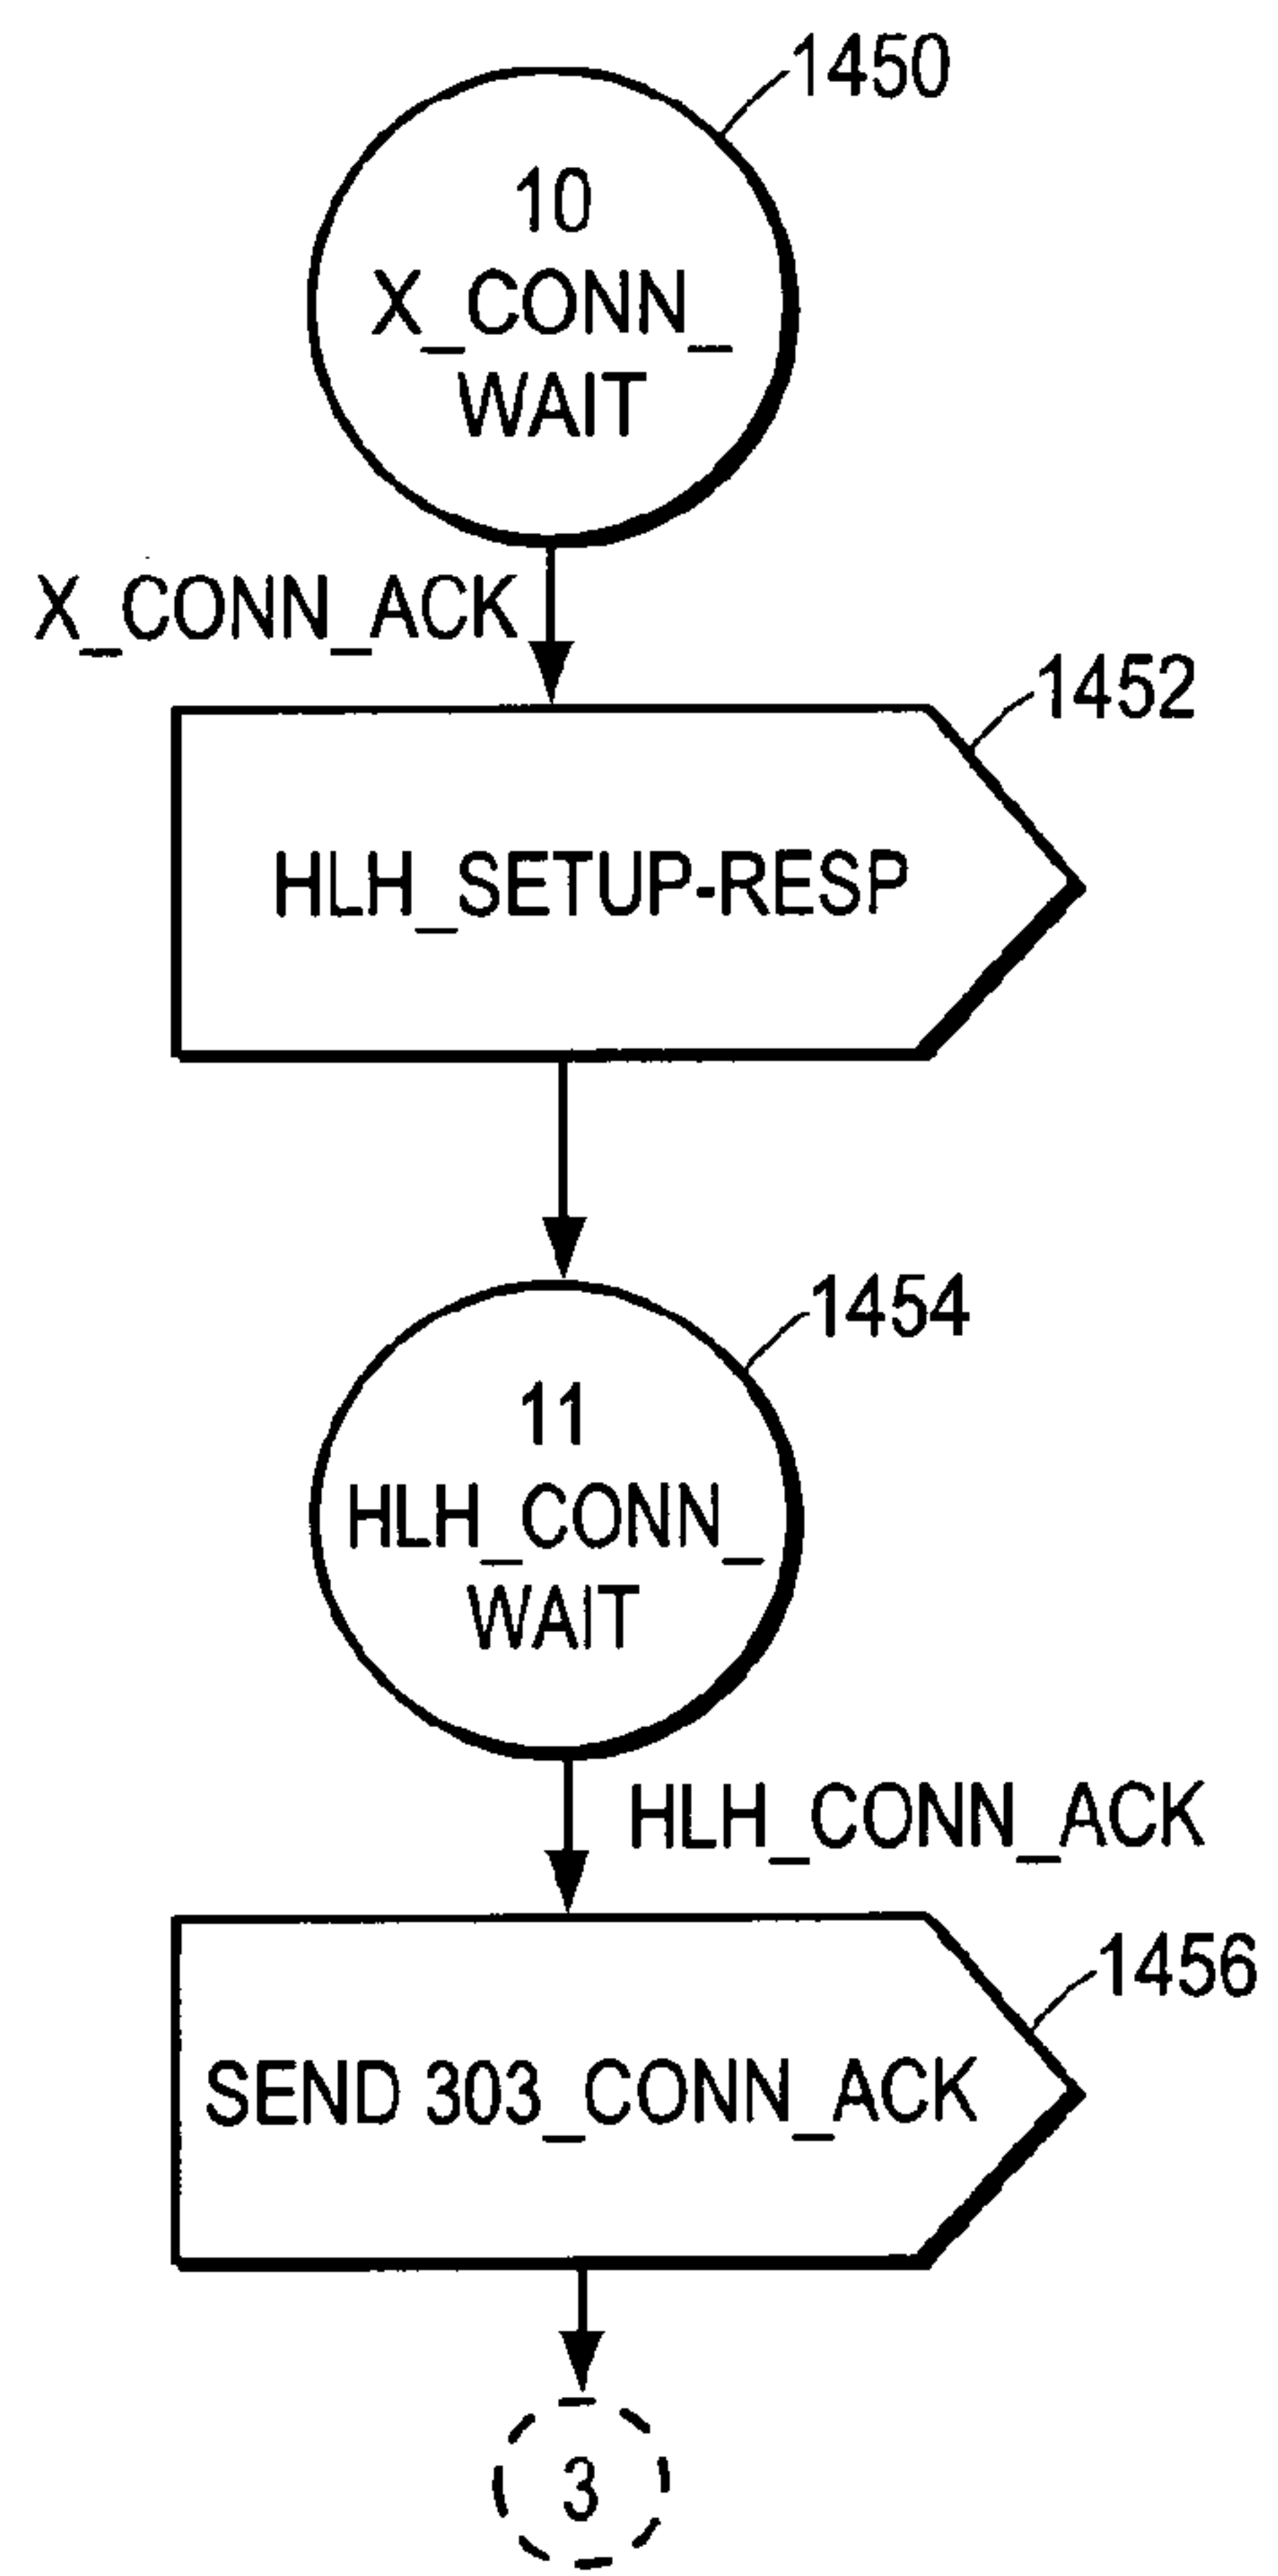 1450
10
X_CONN_
WAIT
X_CONN_ACK
1452
HLH_SETUP-RESP
1454
11
HLH_CONN_
WAIT
HLH_CONN_ACK
1456
SEND 303_CONN_ACK
3